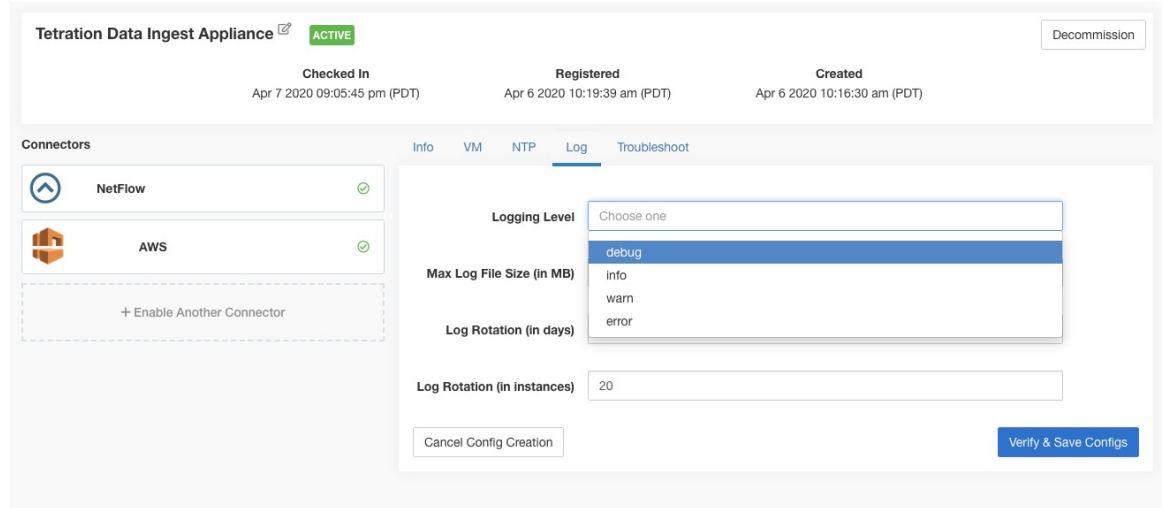 Tetration Data Ingest Appliance ACTIVE Decommission
Checked In Registered Created
Apr 7 2020 09:05:45 pm (PDT) Apr 6 2020 10:19:39 am (PDT) Apr 6 2020 10:16:30 am (PDT)
Connectors
NetFlow
AWS
+ Enable Another Connector
Info VM NTP Log Troubleshoot
Logging Level Choose one
debug
info
warn
error
Max Log File Size (in MB)
Log Rotation (in days)
Log Rotation (in instances) 20
Cancel Config Creation Verify & Save Configs